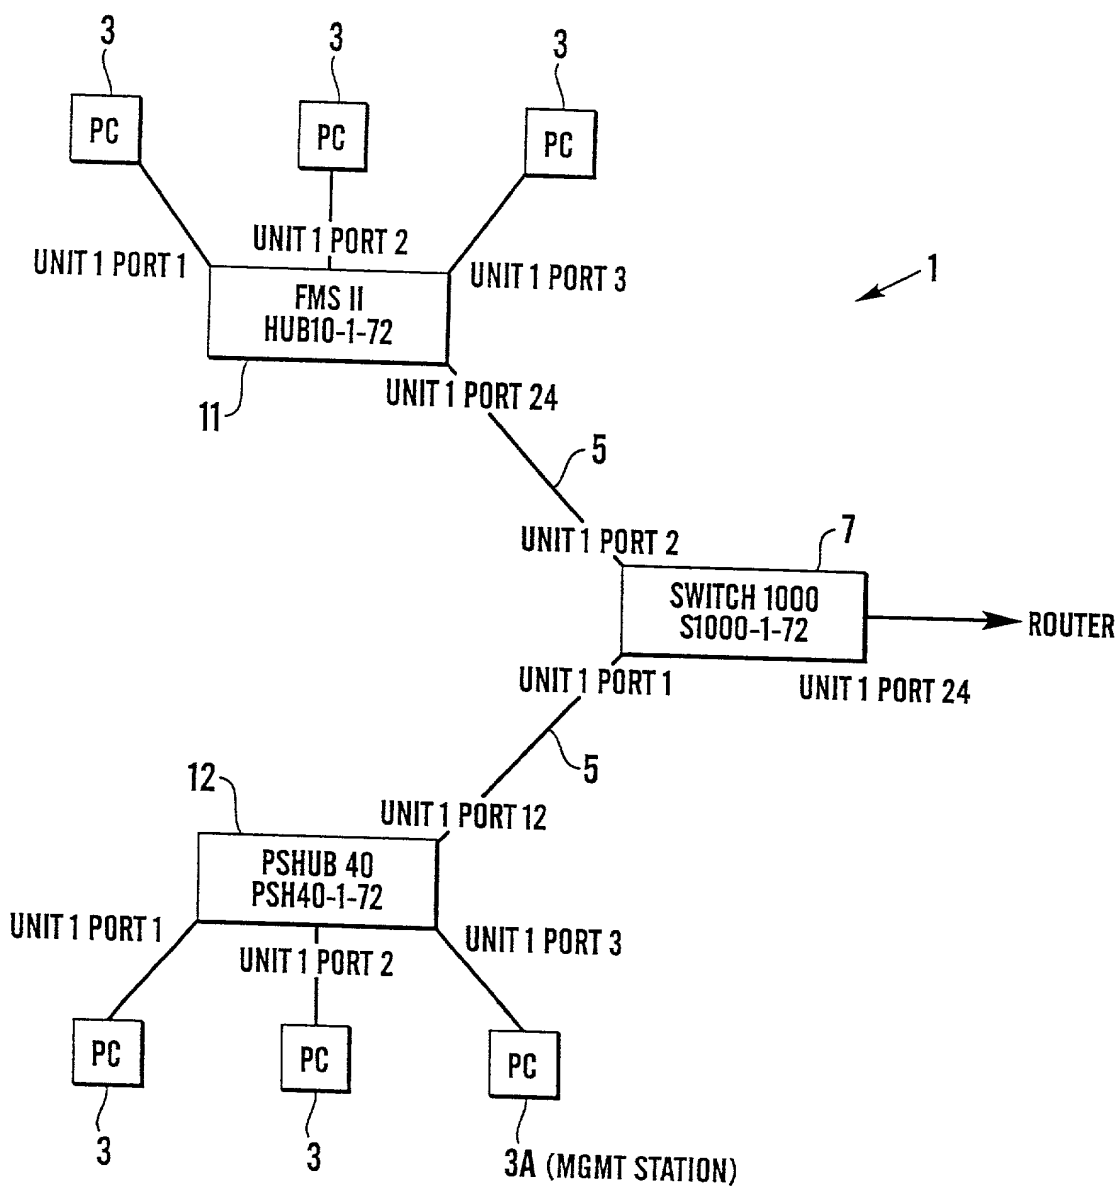 3
3
3
PC
PC
PC
UNIT 1 PORT 1
UNIT 1 PORT 2
UNIT 1 PORT 3
1
FMS II
HUB10-1-72
11
UNIT 1 PORT 24
5
UNIT 1 PORT 2
7
SWITCH 1000
S1000-1-72
ROUTER
UNIT 1 PORT 1
UNIT 1 PORT 24
5
12
UNIT 1 PORT 12
PSHUB 40
PSH40-1-72
UNIT 1 PORT 1
UNIT 1 PORT 2
UNIT 1 PORT 3
PC
PC
PC
3
3
3A (MGMT STATION)